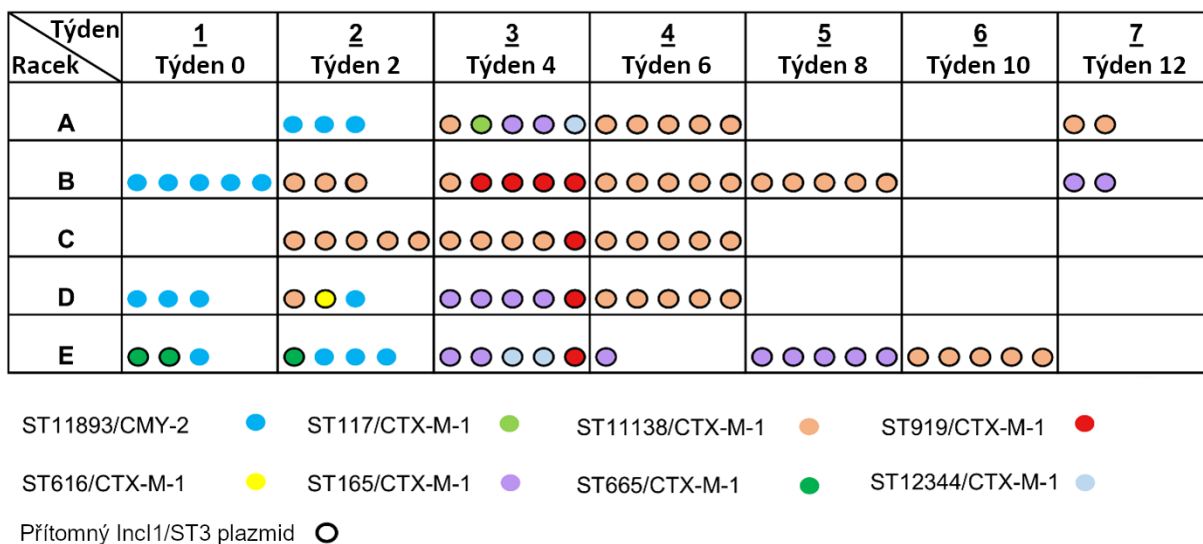 Týden 1 2 3 4 5 6 7
Racek Týden 0 Týden 2 Týden 4 Týden 6 Týden 8 Týden 10 Týden 12
A
B
C
D
E
ST11893/CMY-2 ST117/CTX-M-1 ST11138/CTX-M-1 ST919/CTX-M-1
ST616/CTX-M-1 ST165/CTX-M-1 ST665/CTX-M-1 ST12344/CTX-M-1
Přítomný IncI1/ST3 plazmid